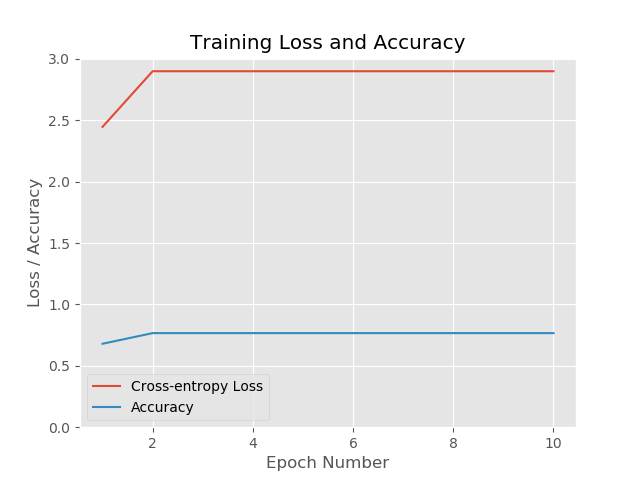 Training Loss and Accuracy
3.0
2.5
2.0
1.5
1.0
0.5
0.0
Loss / Accuracy
Cross-entropy Loss
Accuracy
2 4 6 8 10
Epoch Number